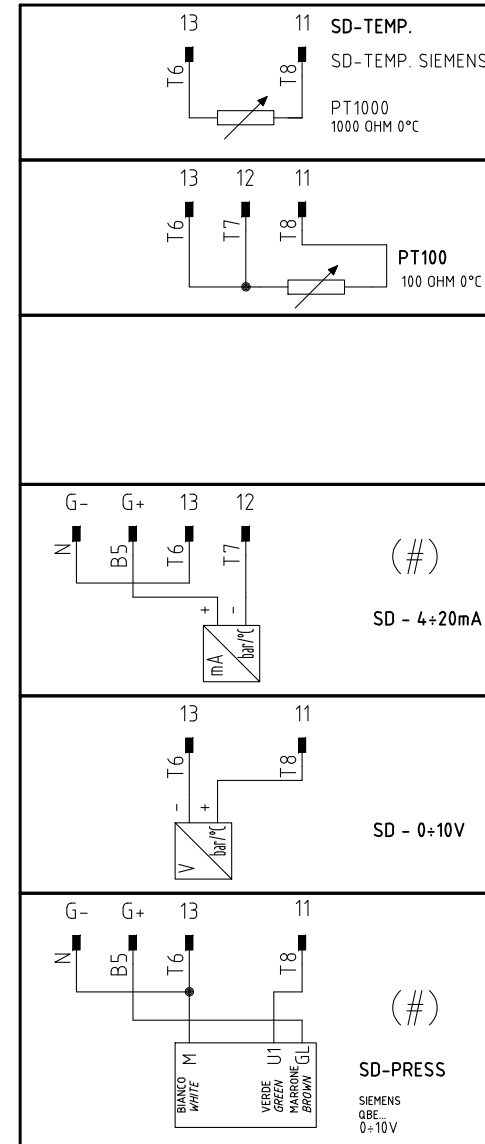 13 11 SD-TEMP.
T6 T8 SD-TEMP. SIEMENS
PT1000
1000 OHM 0°C
13 12 11
T6 T7 T8
PT100
100 OHM 0°C
G- G+ 13 12
N B5 T6 T7
(#)
+ -
mA bar/°C
SD - 4÷20mA
13 11
T6 T8
- +
V bar/°C
SD - 0÷10V
G- G+ 13 11
N B5 T6 T8
(#)
M U1 GL
BIANCO
WHITE
VERDE
GREEN
MARRONE
BROWN
SD-PRESS
SIEMENS
QBE...
0÷10V